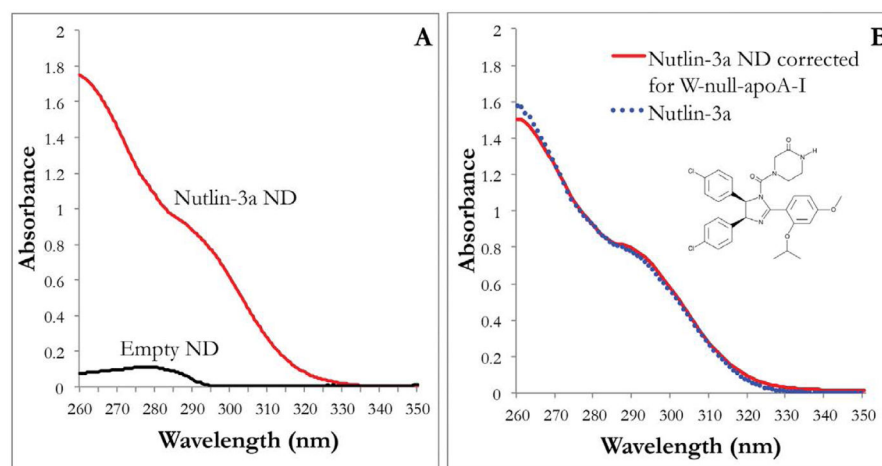 A
2
1.8
1.6
1.4
1.2
1
0.8
0.6
0.4
0.2
0
Absorbance
Nutlin-3a ND
Empty ND
260 270 280 290 300 310 320 330 340 350
Wavelength (nm)
B
2
1.8
1.6
1.4
1.2
1
0.8
0.6
0.4
0.2
0
Absorbance
Nutlin-3a ND corrected
for W-null-apoA-I
Nutlin-3a
O
N
H
N
O
Cl
N
N
O
O
Cl
260 270 280 290 300 310 320 330 340 350
Wavelength (nm)